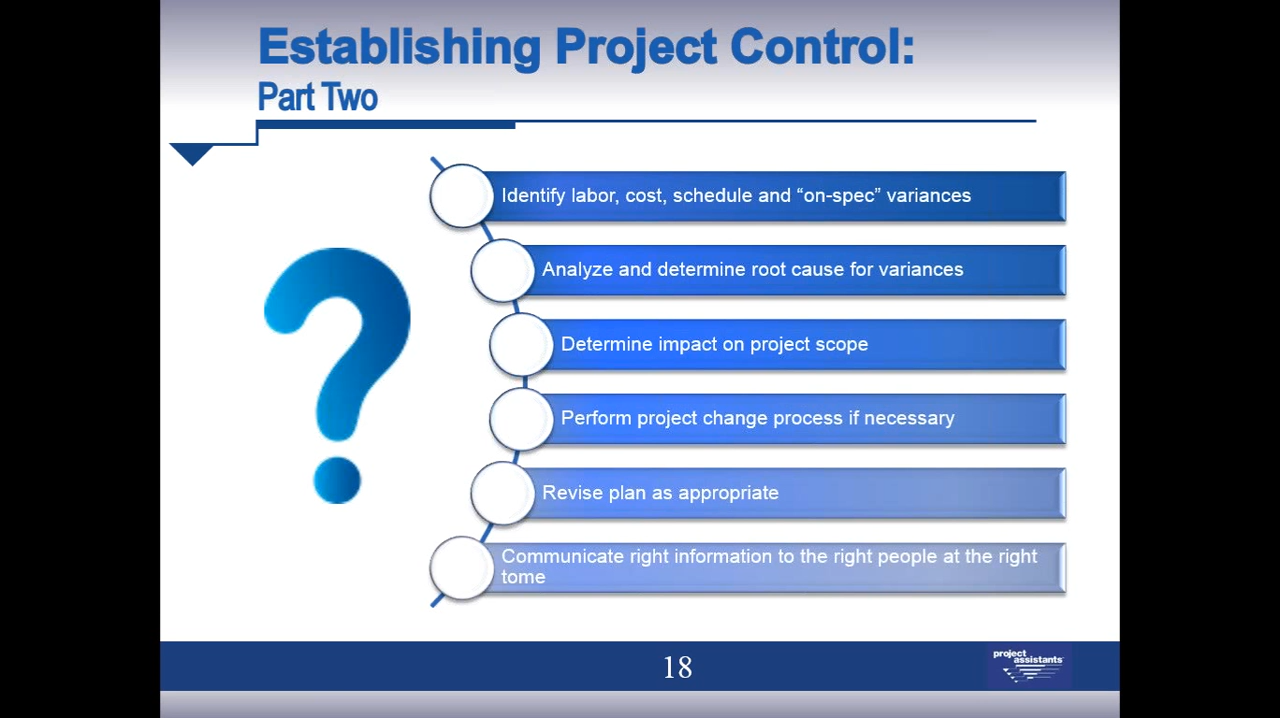 Establishing Project Control:
Part Two
Identify labor, cost, schedule and “on-spec” variances
Analyze and determine root cause for variances
Determine impact on project scope
Perform project change process if necessary
Revise plan as appropriate
Communicate right information to the right people at the right
tome
?
18
project
assistants